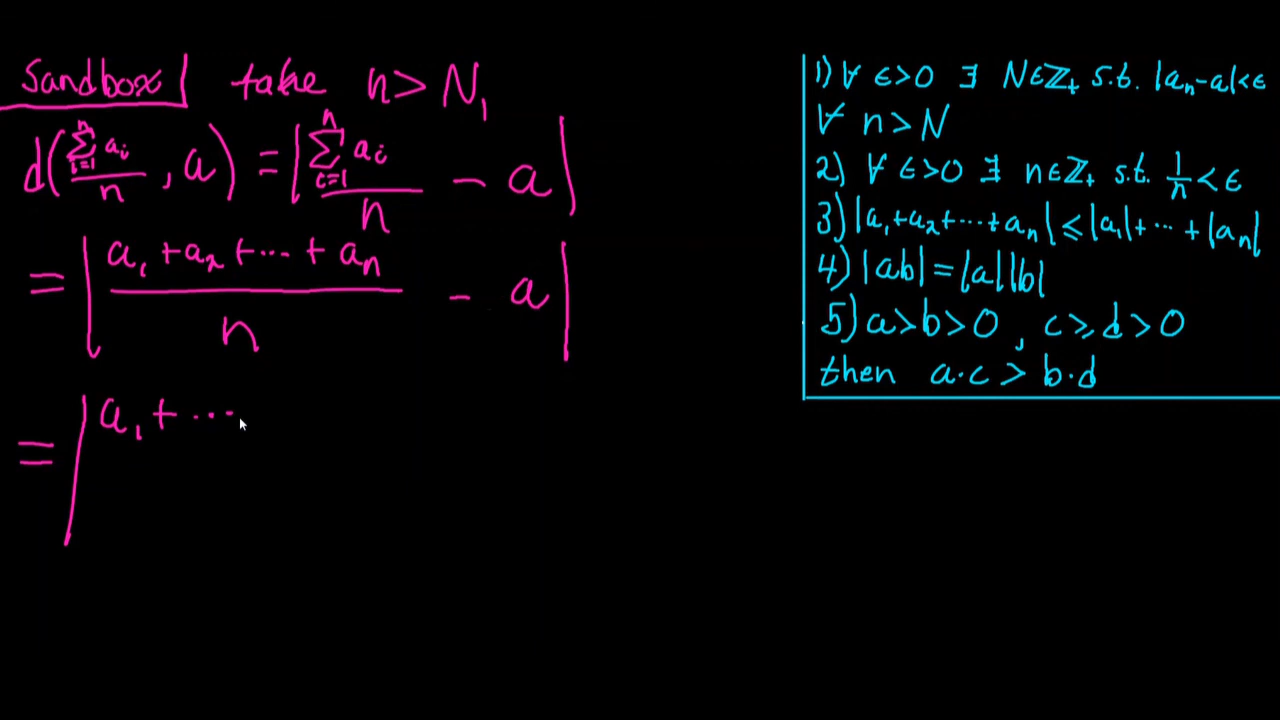 Sandbox take n > N₁
d(∑ᵢ₌₁ⁿ aᵢ / n , a) = |∑ᵢ₌₁ⁿ aᵢ / n − a|
= |a₁ + a₂ + ⋯ + aₙ / n − a|
= |a₁ + ⋯
1) ∀ ϵ>0 ∃ N∈ℤ₊ s.t. |aₙ−a|<ϵ
∀ n > N
2) ∀ ϵ>0 ∃ n∈ℤ₊ s.t. 1/n < ϵ
3) |a₁+a₂+⋯+aₙ| ⩽ |a₁|+⋯+|aₙ|
4) |ab| = |a||b|
5) a>b>0, c⩾d>0
then a·c > b·d